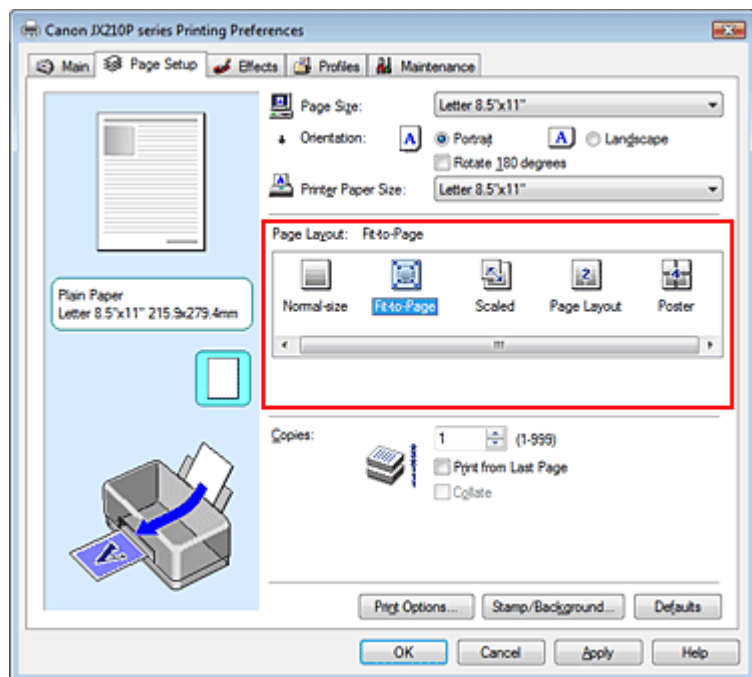 Canon JX210P series Printing Preferences
Main Page Setup Effects Profiles Maintenance
Page Size: Letter 8.5"x11"
Orientation: A Portrait A Landscape
Rotate 180 degrees
Printer Paper Size: Letter 8.5"x11"
Page Layout: Fit-to-Page
Normal-size Fit-to-Page Scaled Page Layout Poster
Plain Paper
Letter 8.5"x11" 215.9x279.4mm
Copies: 1 (1-999)
Print from Last Page
Collate
Print Options... Stamp/Background... Defaults
OK Cancel Apply Help